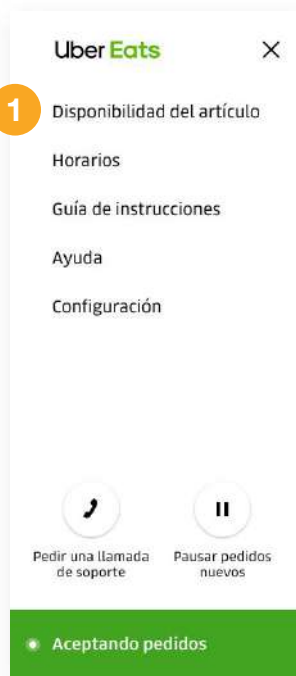 Uber Eats
1
Disponibilidad del artículo
Horarios
Guía de instrucciones
Ayuda
Configuración
Pedir una llamada
de soporte
Pausar pedidos
nuevos
Aceptando pedidos